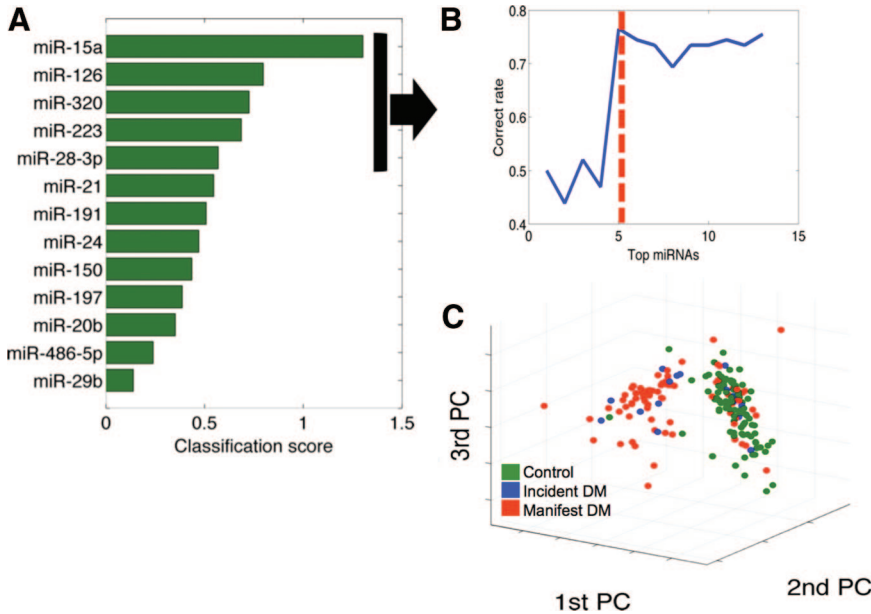 A
miR-15a
miR-126
miR-320
miR-223
miR-28-3p
miR-21
miR-191
miR-24
miR-150
miR-197
miR-20b
miR-486-5p
miR-29b
0 0.5 1 1.5
Classification score
B
0.8
0.7
0.6
0.5
0.4
Correct rate
0 5 10 15
Top miRNAs
C
3rd PC
Control
Incident DM
Manifest DM
1st PC
2nd PC